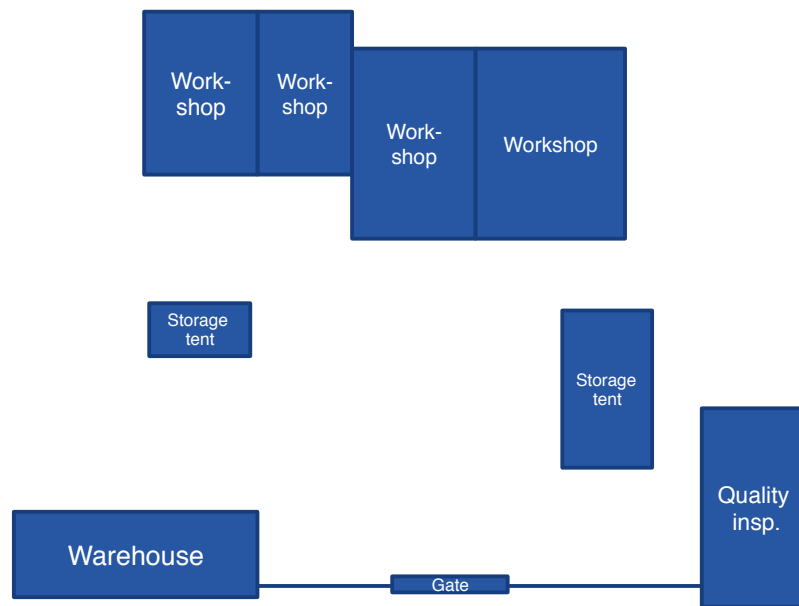 Work-
shop
Work-
shop
Work-
shop
Workshop
Storage
tent
Storage
tent
Quality
insp.
Warehouse
Gate